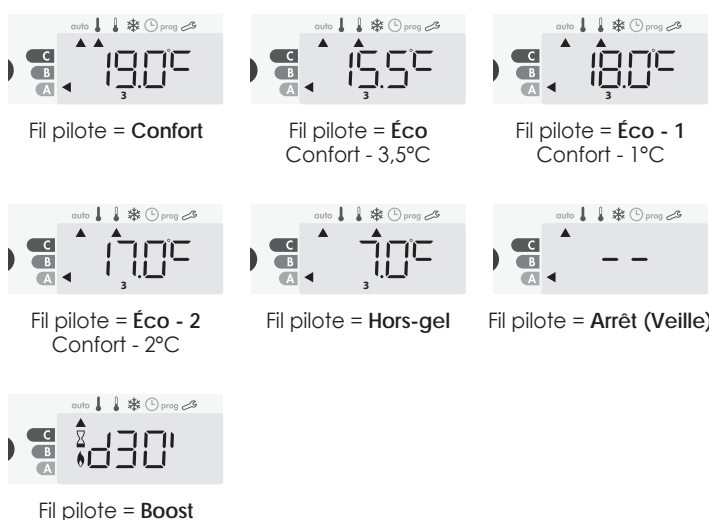 auto prog auto prog auto prog
C 19.0°C C 15.5°C C 18.0°C
B B B
A 3 A 3 A 3
Fil pilote = Confort Fil pilote = Éco Fil pilote = Éco - 1
Confort - 3,5°C Confort - 1°C
auto prog auto prog auto prog
C 17.0°C C 7.0°C C - -
B B B
A 3 A 3 A
Fil pilote = Éco - 2 Fil pilote = Hors-gel Fil pilote = Arrêt (Veille)
Confort - 2°C
auto prog
C d30'
B
A
Fil pilote = Boost